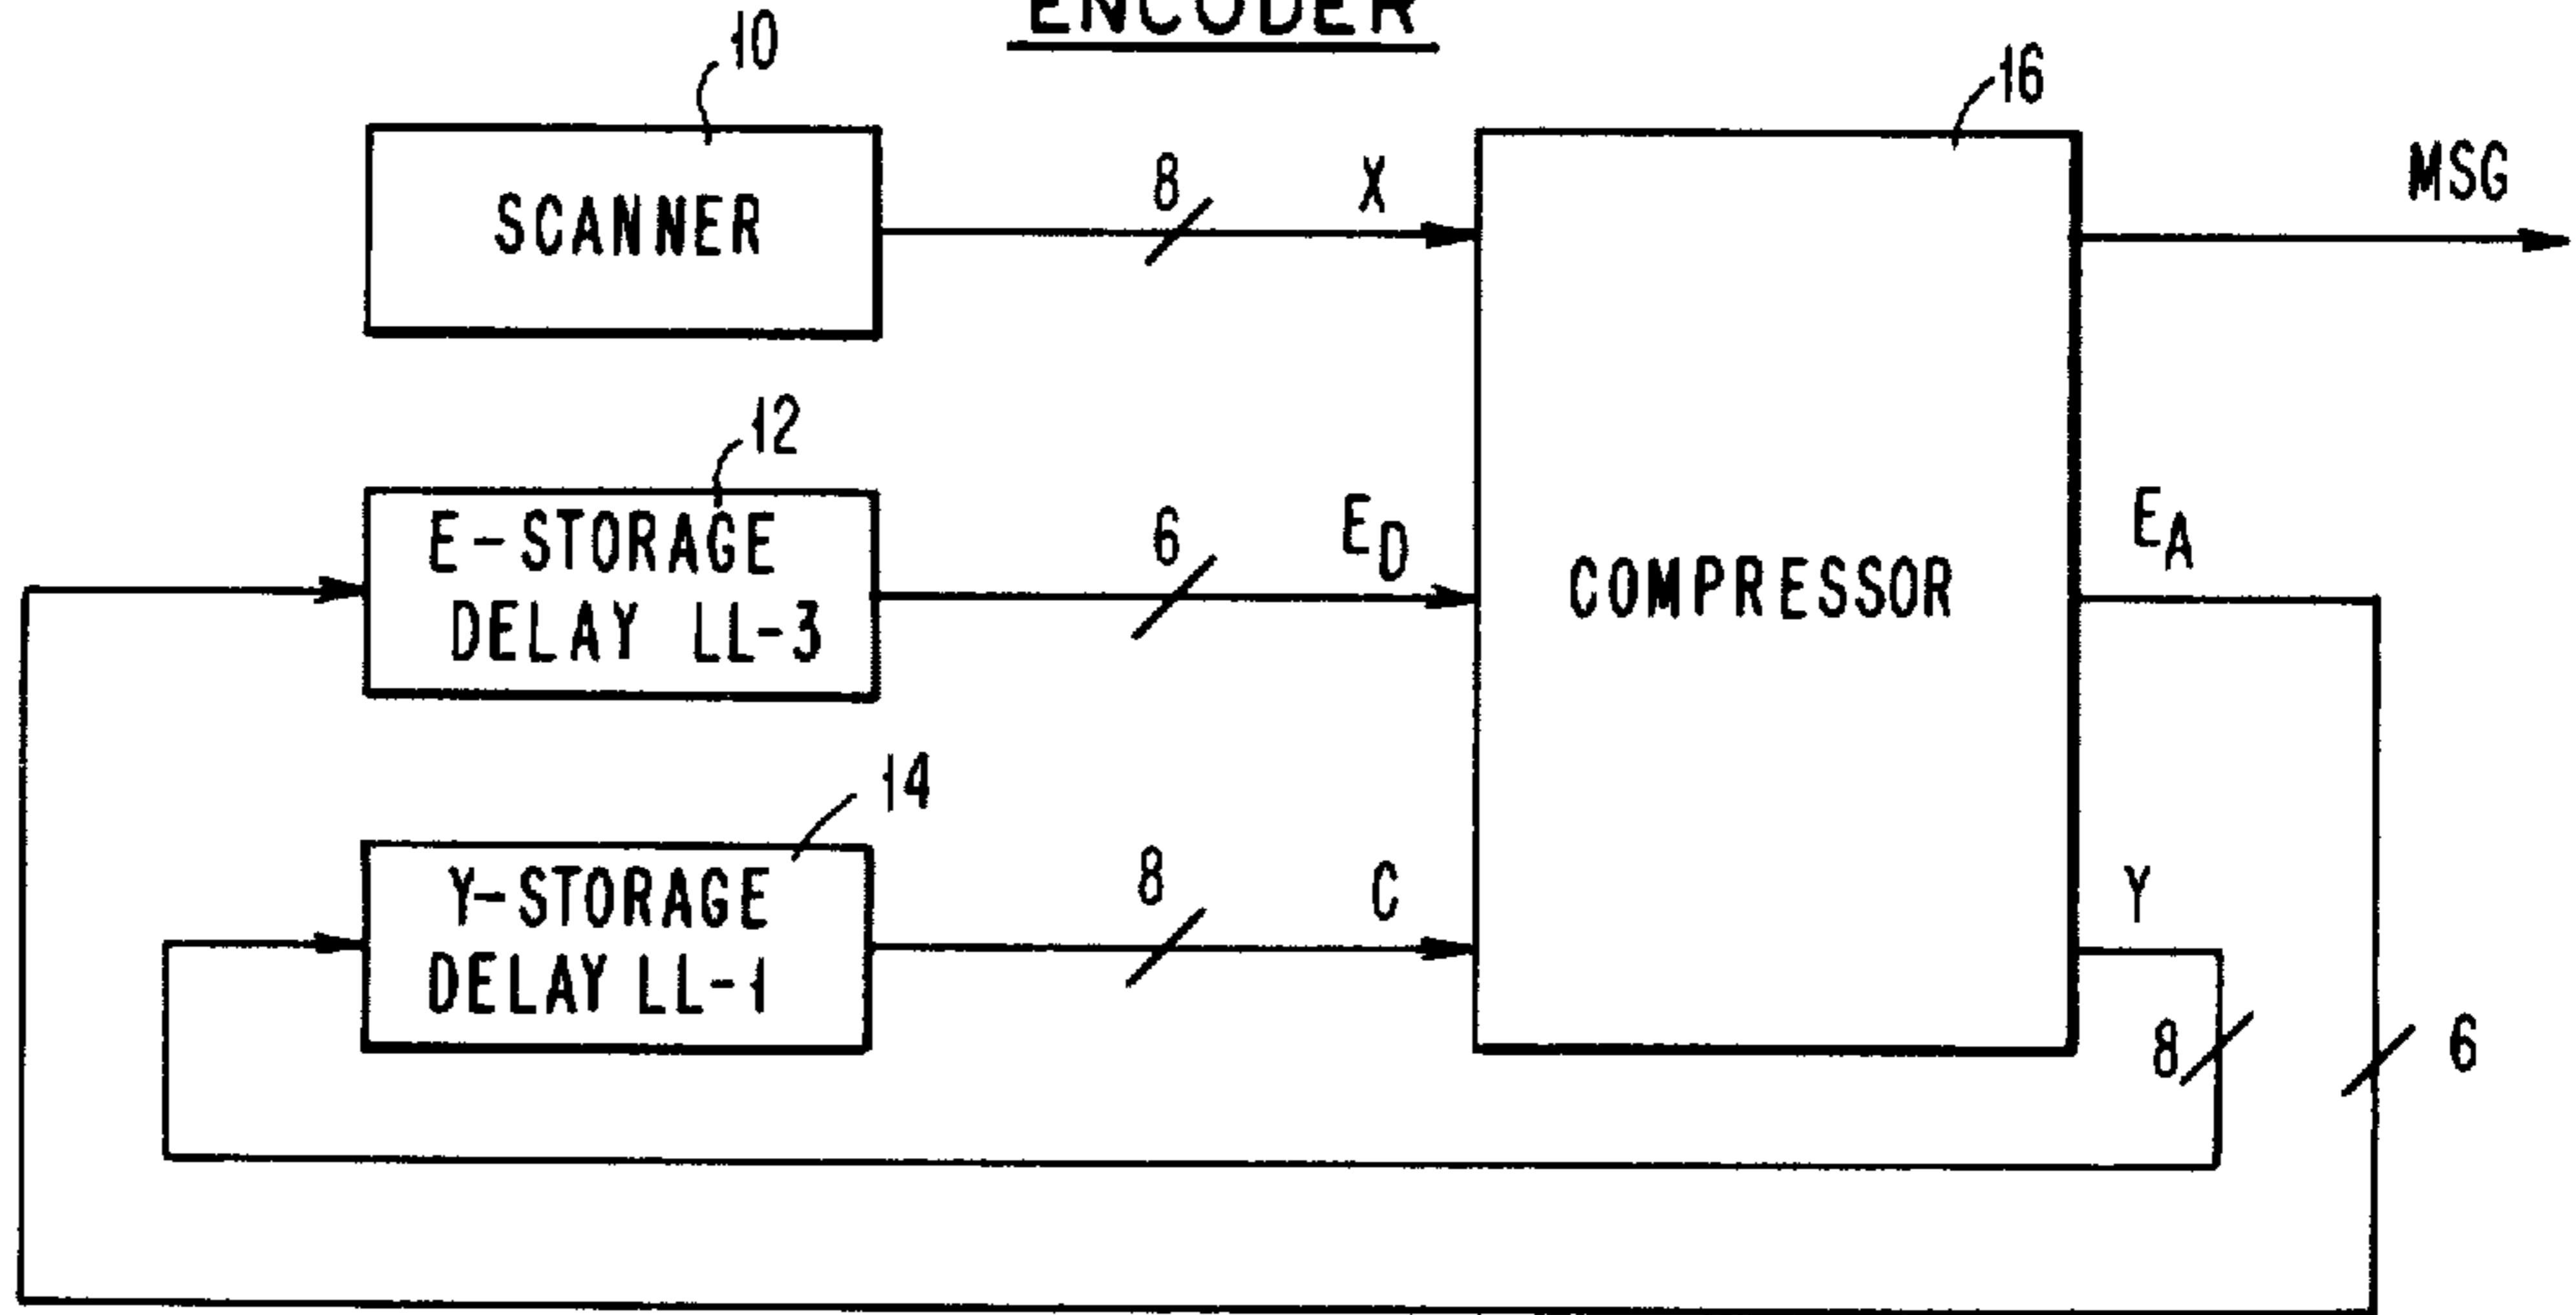 ENCODER
10
16
SCANNER
8
X
MSG
12
E-STORAGE
DELAY LL-3
6
E_D
COMPRESSOR
E_A
14
Y-STORAGE
DELAY LL-1
8
C
Y
8
6